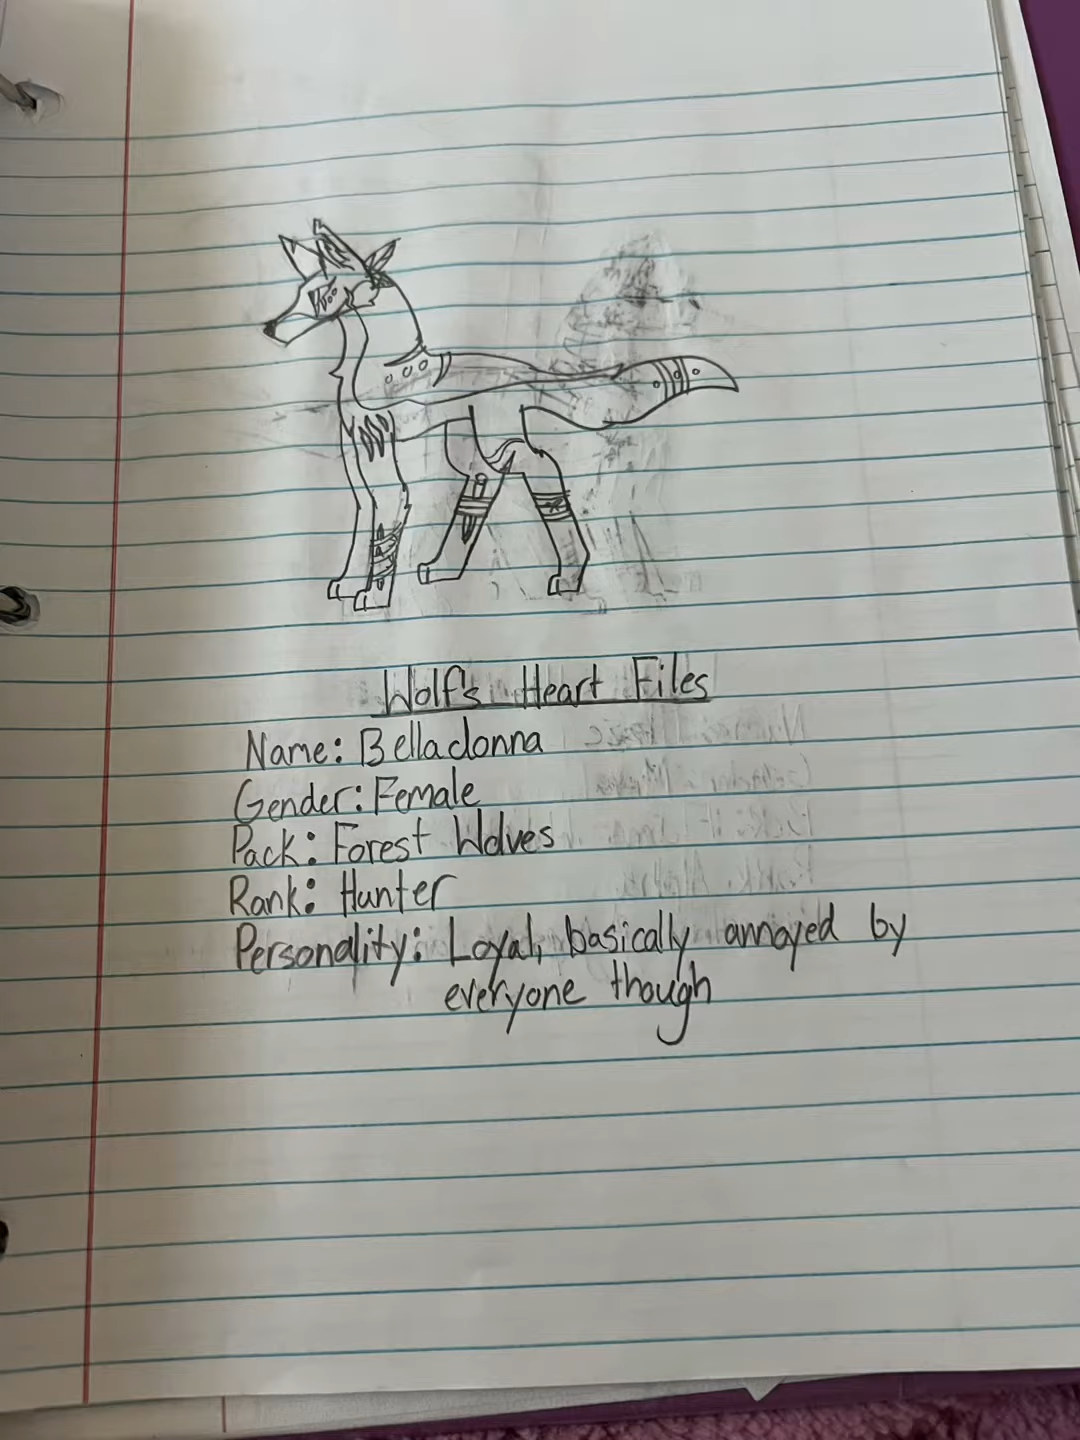 Wolf's Heart Files
Name: Belladonna
Gender: Female
Pack: Forest Wolves
Rank: Hunter
Personality: Loyal, basically annoyed by
everyone though